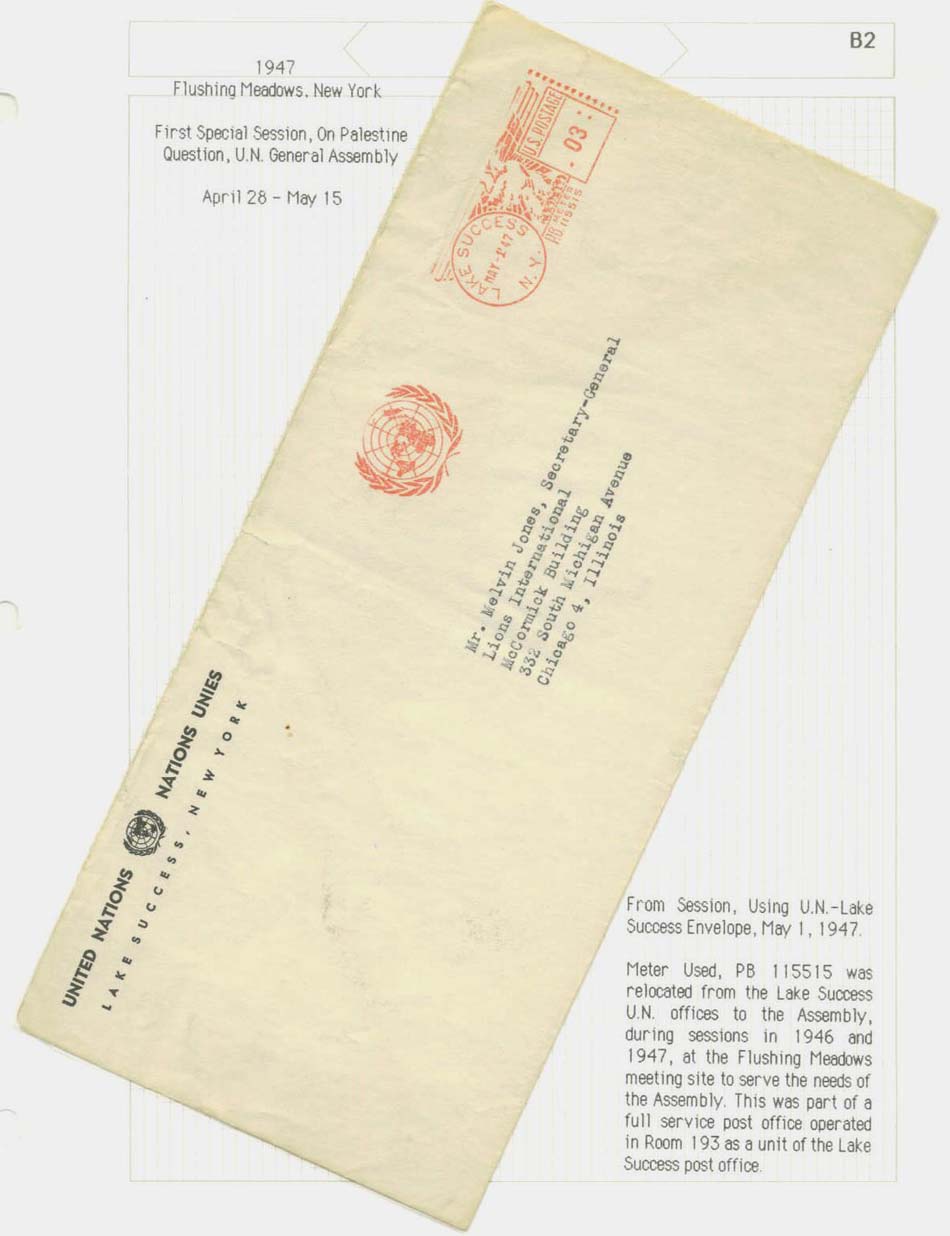 B2
1947
Flushing Meadows, New York
First Special Session, On Palestine
Question, U.N. General Assembly
April 28 - May 15
U.S. POSTAGE
03
PB METER
115515
LAKE SUCCESS
MAY -1 '47
N.Y.
Mr. Melvin Jones, Secretary-General
Lions International
McCormick Building
332 South Michigan Avenue
Chicago 4, Illinois
UNITED NATIONS NATIONS UNIES
LAKE SUCCESS, NEW YORK
From Session, Using U.N.-Lake
Success Envelope, May 1, 1947.
Meter Used, PB 115515 was
relocated from the Lake Success
U.N. offices to the Assembly,
during sessions in 1946 and
1947, at the Flushing Meadows
meeting site to serve the needs of
the Assembly. This was part of a
full service post office operated
in Room 193 as a unit of the Lake
Success post office.